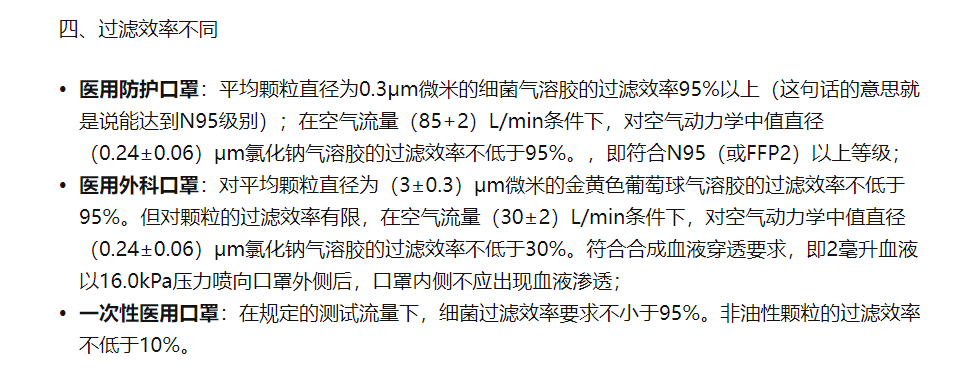 四、过滤效率不同
• 医用防护口罩：平均颗粒直径为0.3μm微米的细菌气溶胶的过滤效率95%以上（这句话的意思就
是说能达到N95级别）；在空气流量（85+2）L/min条件下，对空气动力学中值直径
（0.24±0.06）μm氯化钠气溶胶的过滤效率不低于95%。，即符合N95（或FFP2）以上等级；
• 医用外科口罩：对平均颗粒直径为（3±0.3）μm微米的金黄色葡萄球气溶胶的过滤效率不低于
95%。但对颗粒的过滤效率有限，在空气流量（30±2）L/min条件下，对空气动力学中值直径
（0.24±0.06）μm氯化钠气溶胶的过滤效率不低于30%。符合合成血液穿透要求，即2毫升血液
以16.0kPa压力喷向口罩外侧后，口罩内侧不应出现血液渗透；
• 一次性医用口罩：在规定的测试流量下，细菌过滤效率要求不小于95%。非油性颗粒的过滤效率
不低于10%。